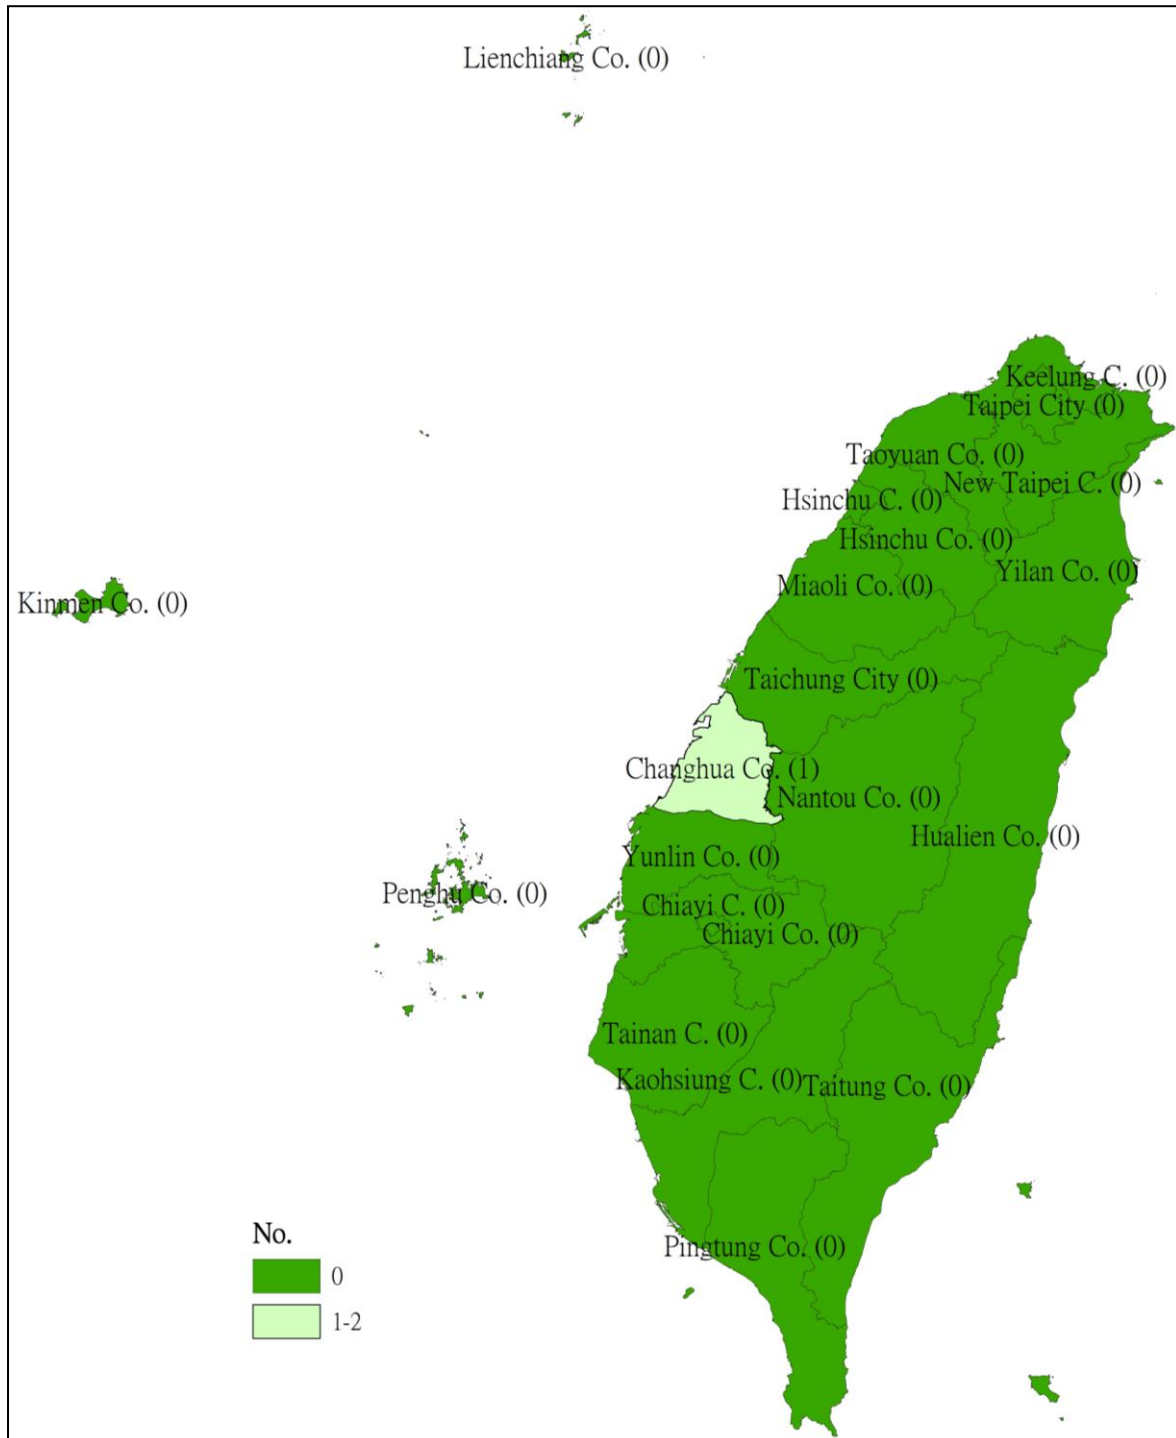 Lienchiang Co. (0)
Keelung C. (0)
Taipei City (0)
Taoyuan Co. (0)
New Taipei C. (0)
Hsinchu C. (0)
Hsinchu Co. (0)
Yilan Co. (0)
Miaoli Co. (0)
Kinmen Co. (0)
Taichung City (0)
Changhua Co. (1)
Nantou Co. (0)
Hualien Co. (0)
Yunlin Co. (0)
Penghu Co. (0)
Chiayi C. (0)
Chiayi Co. (0)
Tainan C. (0)
Kaohsiung C. (0)
Taitung Co. (0)
Pingtung Co. (0)
No.
0
1-2